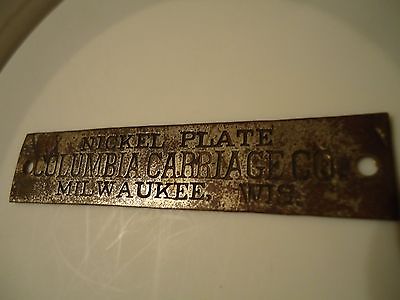 NICKEL PLATE
COLUMBIA CARRIAGE CO.
MILWAUKEE, WIS.